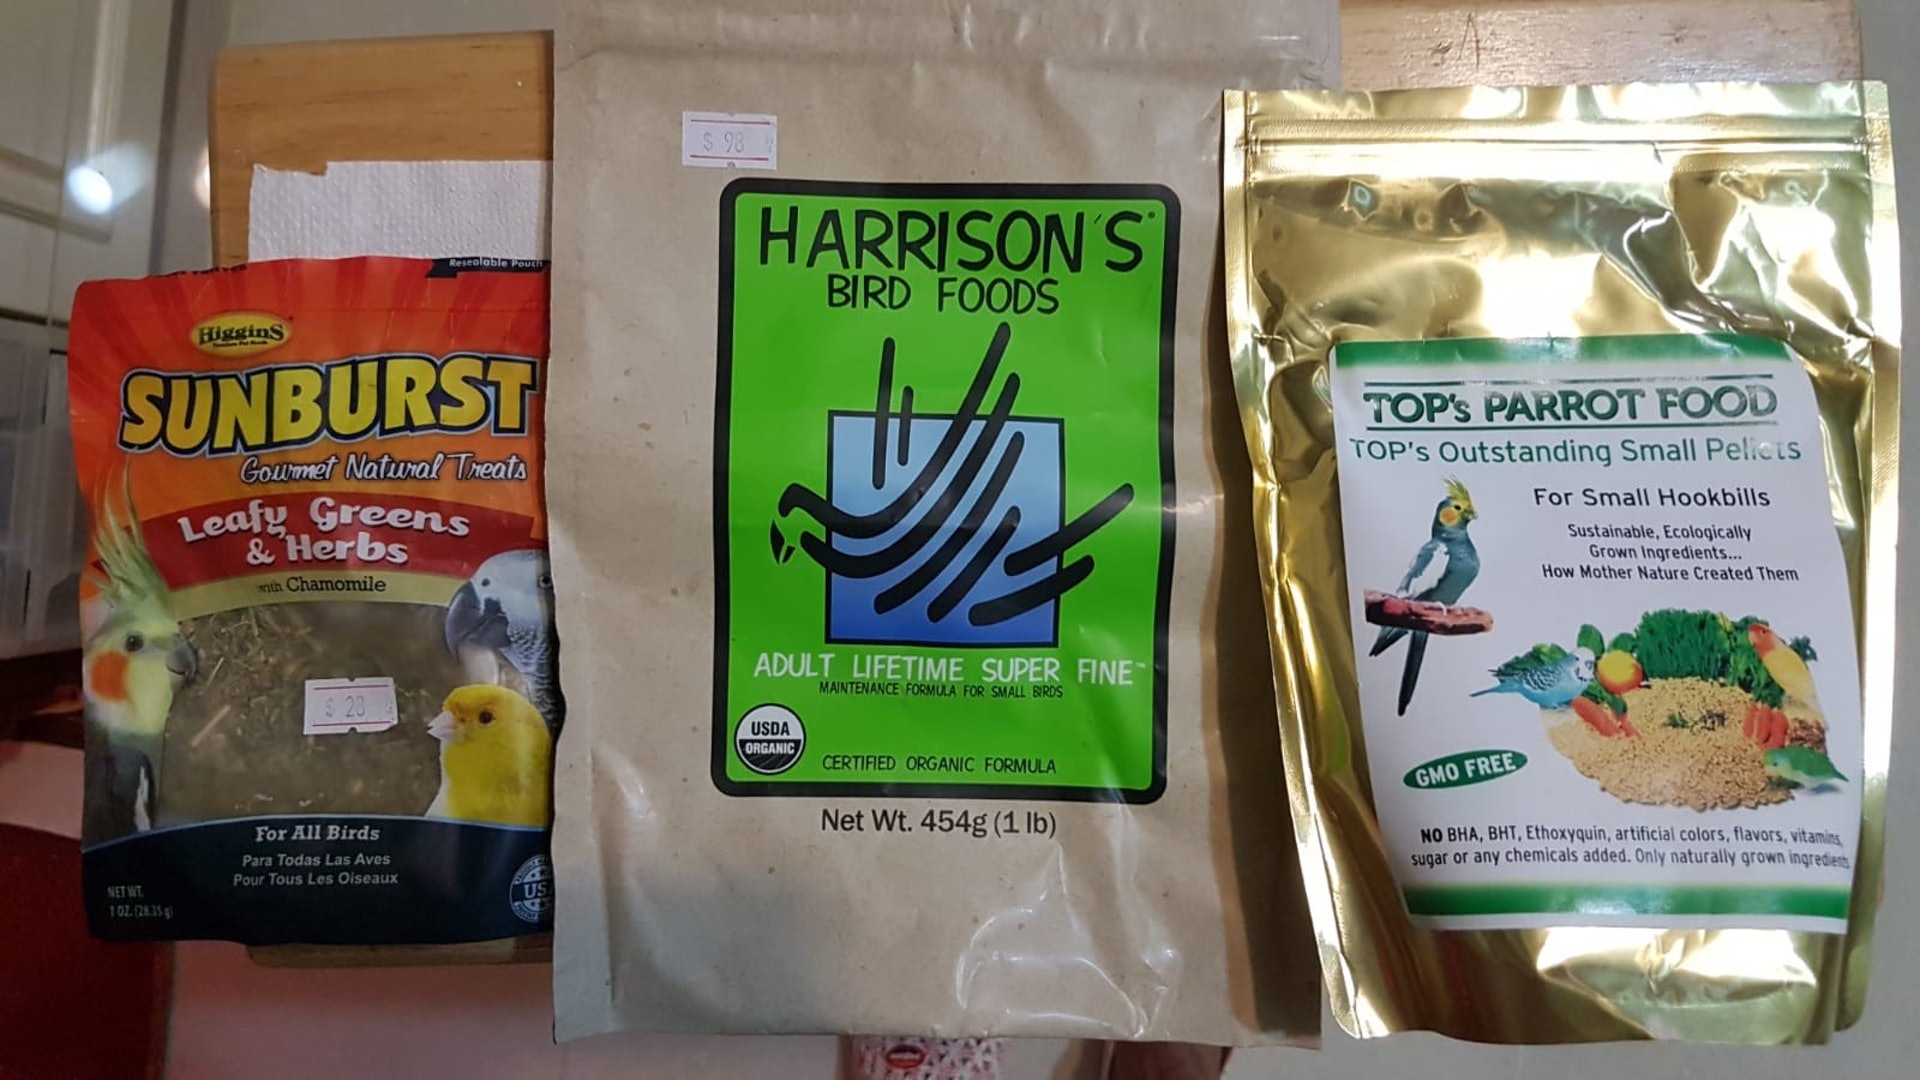 Resealable Pouch
HigginS
SUNBURST
Gourmet Natural Treats
Leafy Greens
& Herbs
with Chamomile
$ 28
For All Birds
Para Todas Las Aves
Pour Tous Les Oiseaux
NET WT.
1 OZ. (28.35 g)
$ 98
HARRISON'S®
BIRD FOODS
ADULT LIFETIME SUPER FINE™
MAINTENANCE FORMULA FOR SMALL BIRDS
USDA
ORGANIC
CERTIFIED ORGANIC FORMULA
Net Wt. 454g (1 lb)
TOP's PARROT FOOD
TOP's Outstanding Small Pellets
For Small Hookbills
Sustainable, Ecologically
Grown Ingredients...
How Mother Nature Created Them
GMO FREE
NO BHA, BHT, Ethoxyquin, artificial colors, flavors, vitamins,
sugar or any chemicals added. Only naturally grown ingredients